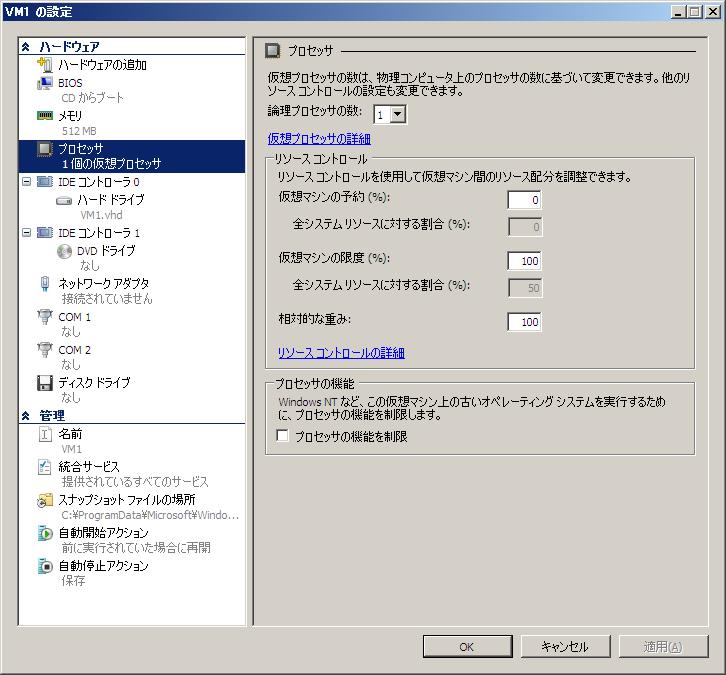 VM1 の設定
ハードウェア
ハードウェアの追加
BIOS
CD からブート
メモリ
512 MB
プロセッサ
1 個の仮想プロセッサ
IDE コントローラ 0
ハード ドライブ
VM1.vhd
IDE コントローラ 1
DVD ドライブ
なし
ネットワーク アダプタ
接続されていません
COM 1
なし
COM 2
なし
ディスク ドライブ
なし
管理
名前
VM1
統合サービス
提供されているすべてのサービス
スナップショット ファイルの場所
C:¥ProgramData¥Microsoft¥Windo...
自動開始アクション
前に実行されていた場合に再開
自動停止アクション
保存
プロセッサ
仮想プロセッサの数は、物理コンピュータ上のプロセッサの数に基づいて変更できます。他のリ
ソース コントロールの設定も変更できます。
論理プロセッサの数: 1
仮想プロセッサの詳細
リソース コントロール
リソース コントロールを使用して仮想マシン間のリソース配分を調整できます。
仮想マシンの予約 (%): 0
全システム リソースに対する割合 (%): 0
仮想マシンの限度 (%): 100
全システム リソースに対する割合 (%): 50
相対的な重み: 100
リソース コントロールの詳細
プロセッサの機能
Windows NT など、この仮想マシン上の古いオペレーティング システムを実行するため
に、プロセッサの機能を制限します。
プロセッサの機能を制限
OK
キャンセル
適用(A)